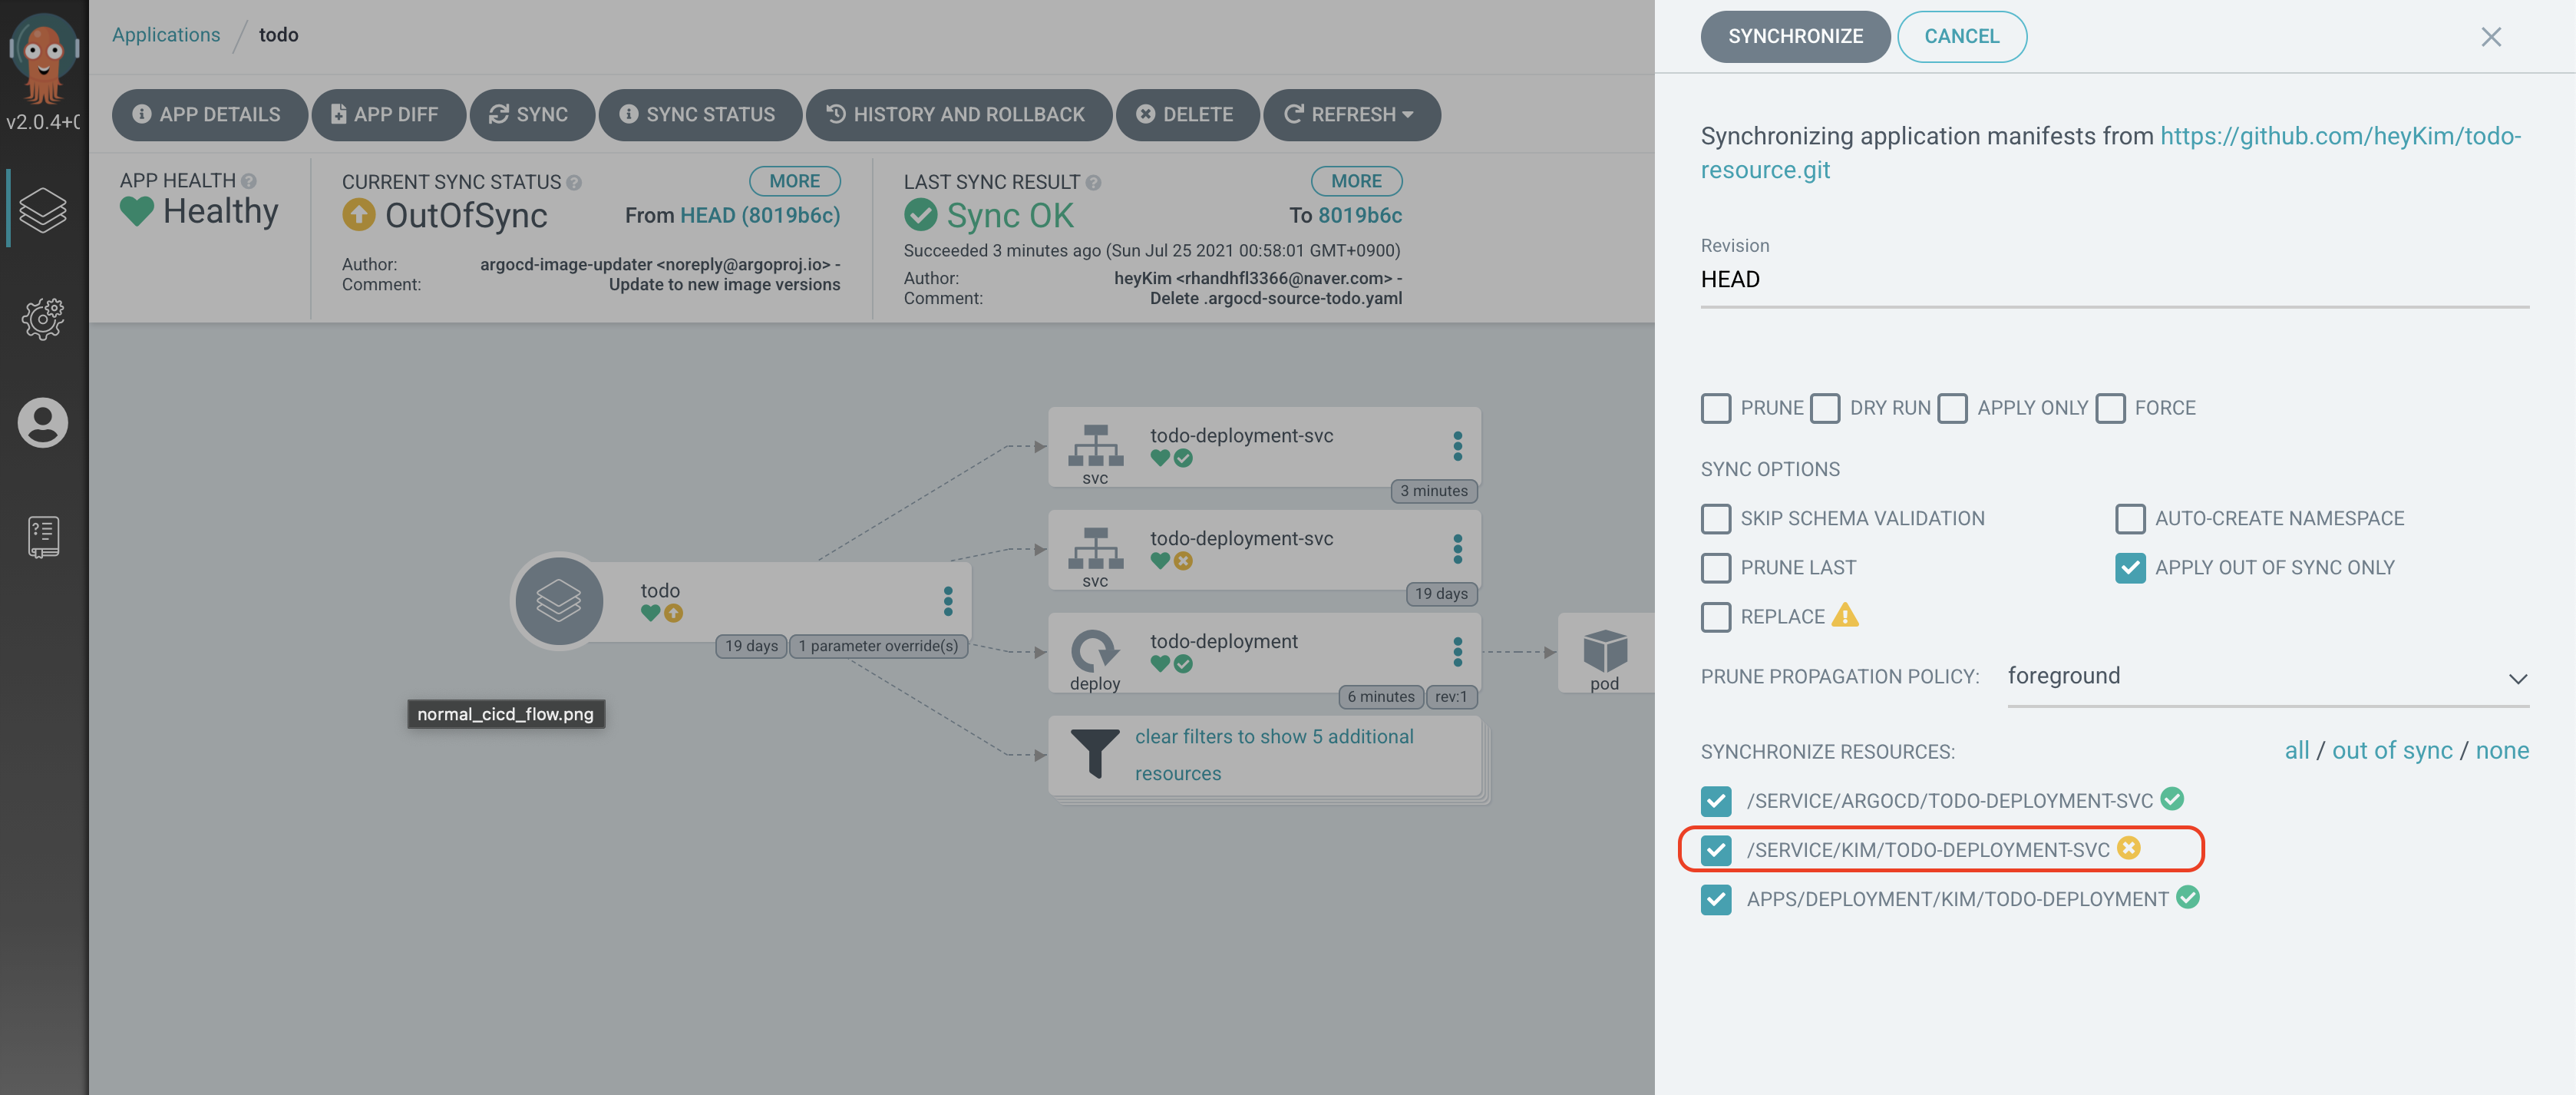 v2.0.4+0
Applications / todo
APP DETAILS
APP DIFF
SYNC
SYNC STATUS
HISTORY AND ROLLBACK
DELETE
REFRESH
APP HEALTH
Healthy
CURRENT SYNC STATUS
MORE
OutOfSync
From HEAD (8019b6c)
Author: argocd-image-updater <noreply@argoproj.io> -
Comment: Update to new image versions
LAST SYNC RESULT
MORE
Sync OK
To 8019b6c
Succeeded 3 minutes ago (Sun Jul 25 2021 00:58:01 GMT+0900)
Author: heyKim <rhandhfl3366@naver.com> -
Comment: Delete .argocd-source-todo.yaml
todo
19 days
1 parameter override(s)
normal_cicd_flow.png
todo-deployment-svc
svc
3 minutes
todo-deployment-svc
svc
19 days
todo-deployment
deploy
6 minutes
rev:1
clear filters to show 5 additional
resources
pod
SYNCHRONIZE
CANCEL
Synchronizing application manifests from https://github.com/heyKim/todo-
resource.git
Revision
HEAD
PRUNE
DRY RUN
APPLY ONLY
FORCE
SYNC OPTIONS
SKIP SCHEMA VALIDATION
AUTO-CREATE NAMESPACE
PRUNE LAST
APPLY OUT OF SYNC ONLY
REPLACE
PRUNE PROPAGATION POLICY: foreground
SYNCHRONIZE RESOURCES:
all / out of sync / none
/SERVICE/ARGOCD/TODO-DEPLOYMENT-SVC
/SERVICE/KIM/TODO-DEPLOYMENT-SVC
APPS/DEPLOYMENT/KIM/TODO-DEPLOYMENT